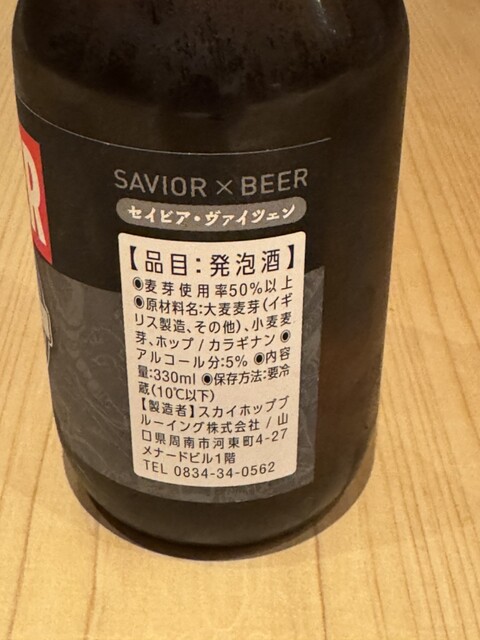 R
SAVIOR × BEER
セイビア・ヴァイツェン
【品目:発泡酒】
◉麦芽使用率50%以上
◉原材料名:大麦麦芽(イギ
リス製造、その他)、小麦麦
芽、ホップ/カラギナン◉
アルコール分:5% ◉内容
量:330ml ◉保存方法:要冷
蔵(10℃以下)
【製造者】スカイホップブ
ルーイング株式会社/山
口県周南市河東町4-27
メナードビル1階
TEL 0834-34-0562